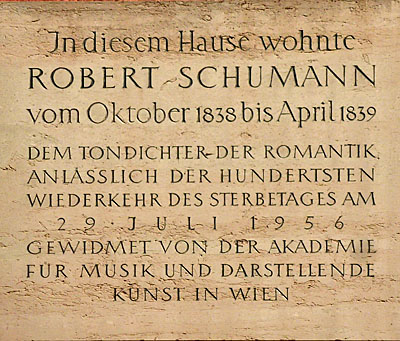 In diesem Hause wohnte
ROBERT SCHUMANN
vom Oktober 1838 bis April 1839
DEM TONDICHTER DER ROMANTIK
ANLÄSSLICH DER HUNDERTSTEN
WIEDERKEHR DES STERBETAGES AM
29 · JULI 1956
GEWIDMET VON DER AKADEMIE
FÜR MUSIK UND DARSTELLENDE
KUNST IN WIEN